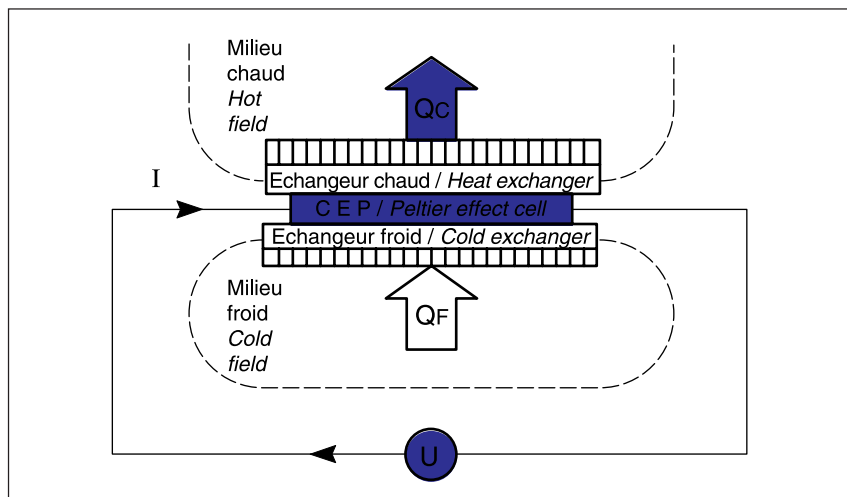 Milieu
chaud
Hot
field
QC
I
Echangeur chaud / Heat exchanger
C E P / Peltier effect cell
Echangeur froid / Cold exchanger
Milieu
froid
Cold
field
QF
U